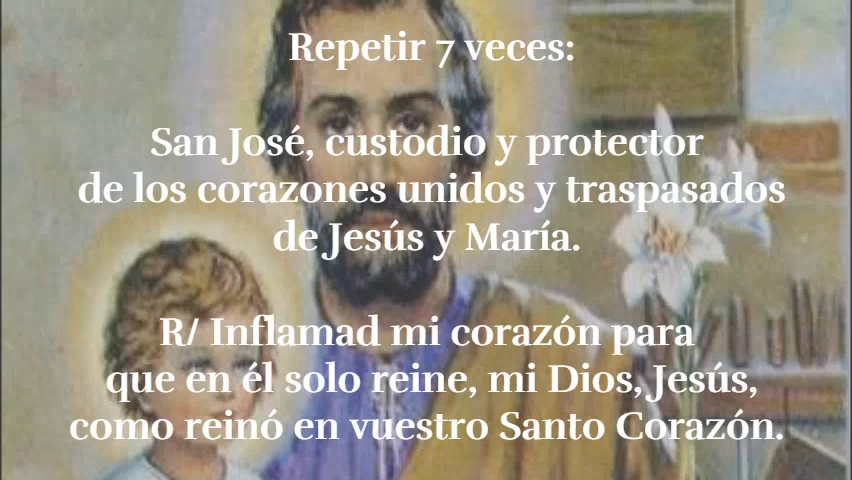 Repetir 7 veces:
San José, custodio y protector
de los corazones unidos y traspasados
de Jesús y María.
R/ Inflamad mi corazón para
que en él solo reine, mi Dios, Jesús,
como reinó en vuestro Santo Corazón.